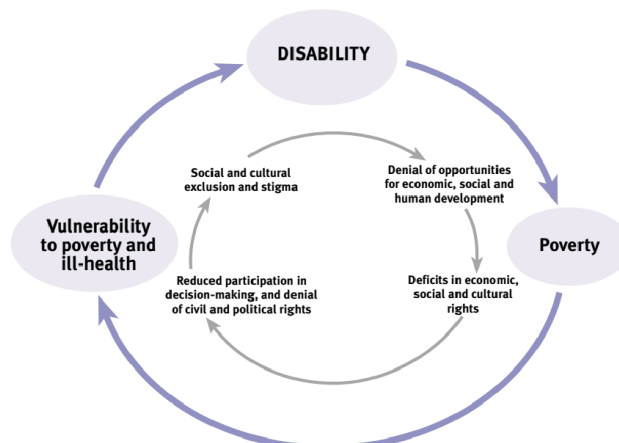 DISABILITY
Social and cultural
exclusion and stigma
Denial of opportunities
for economic, social and
human development
Vulnerability
to poverty and
ill-health
Poverty
Reduced participation in
decision-making, and denial
of civil and political rights
Deficits in economic,
social and cultural
rights